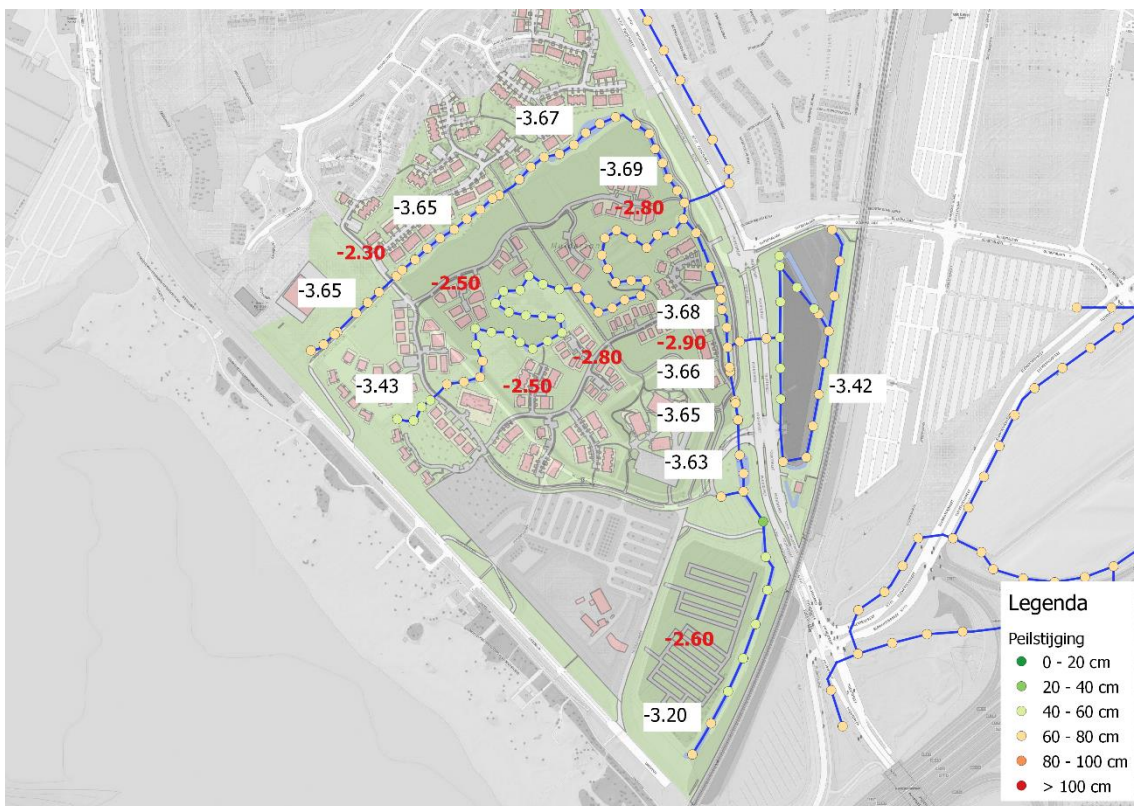 -3.67
-3.69
-3.65
-2.80
-2.30
-2.50
-3.65
-3.68
-2.90
-2.80
-3.66
-2.50
-3.43
-3.42
-3.65
-3.63
-2.60
-3.20
Legenda
Peilstijging
0 - 20 cm
20 - 40 cm
40 - 60 cm
60 - 80 cm
80 - 100 cm
> 100 cm